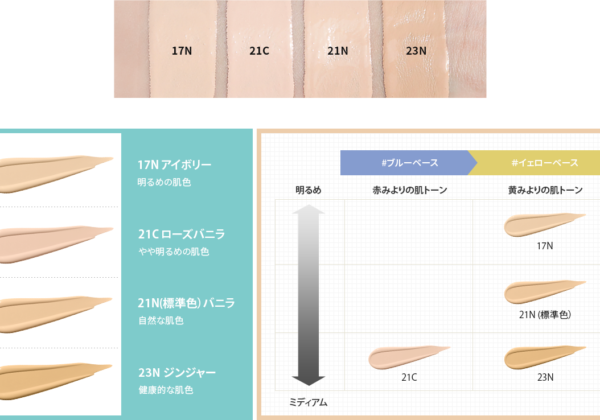 17N
21C
21N
23N
17N アイボリー
明るめの肌色
21C ローズバニラ
やや明るめの肌色
21N(標準色) バニラ
自然な肌色
23N ジンジャー
健康的な肌色
#ブルーベース
#イェローベース
明るめ
赤みよりの肌トーン
黄みよりの肌トーン
17N
21N (標準色)
21C
23N
ミディアム